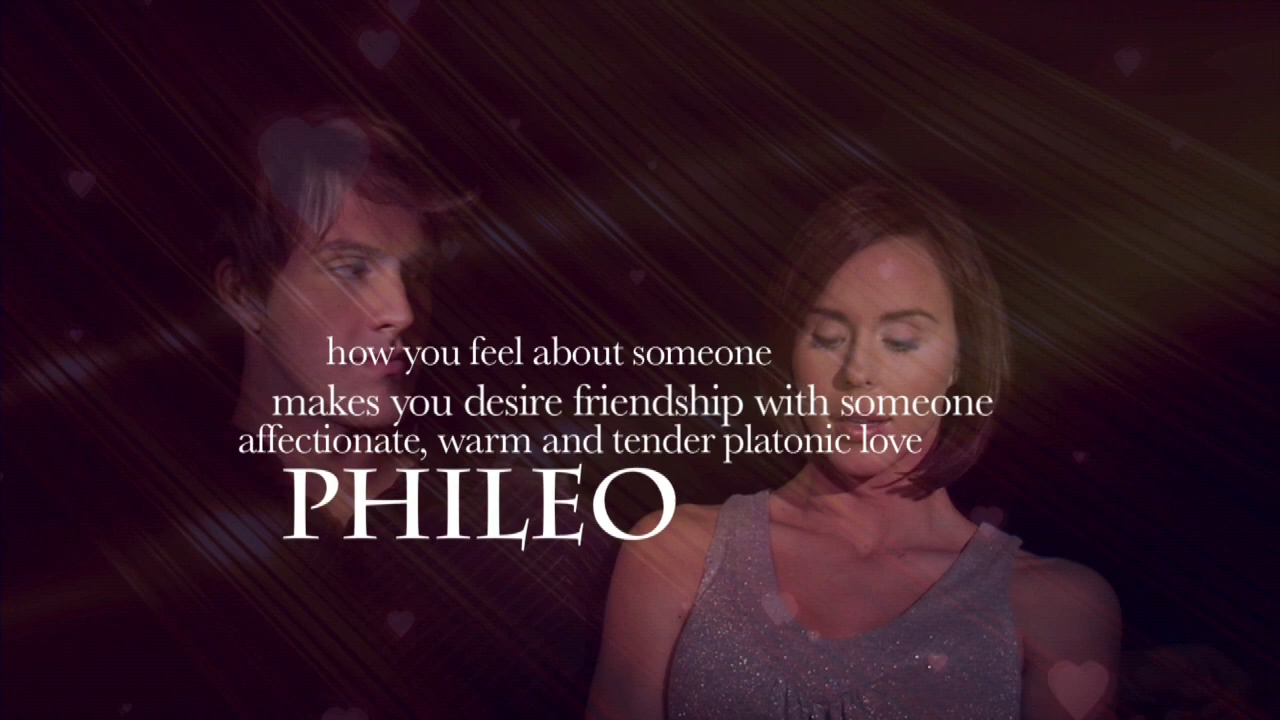 how you feel about someone
makes you desire friendship with someone
affectionate, warm and tender platonic love
PHILEO